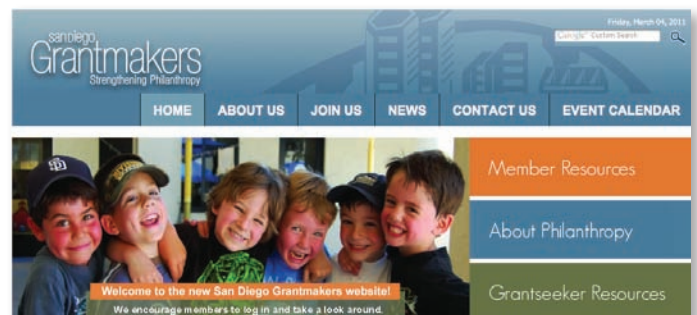 Friday, March 04, 2011
Google™ Custom Search
san diego
Grantmakers
Strengthening Philanthropy
HOME ABOUT US JOIN US NEWS CONTACT US EVENT CALENDAR
SD
Member Resources
About Philanthropy
Grantseeker Resources
Welcome to the new San Diego Grantmakers website!
We encourage members to log in and take a look around.